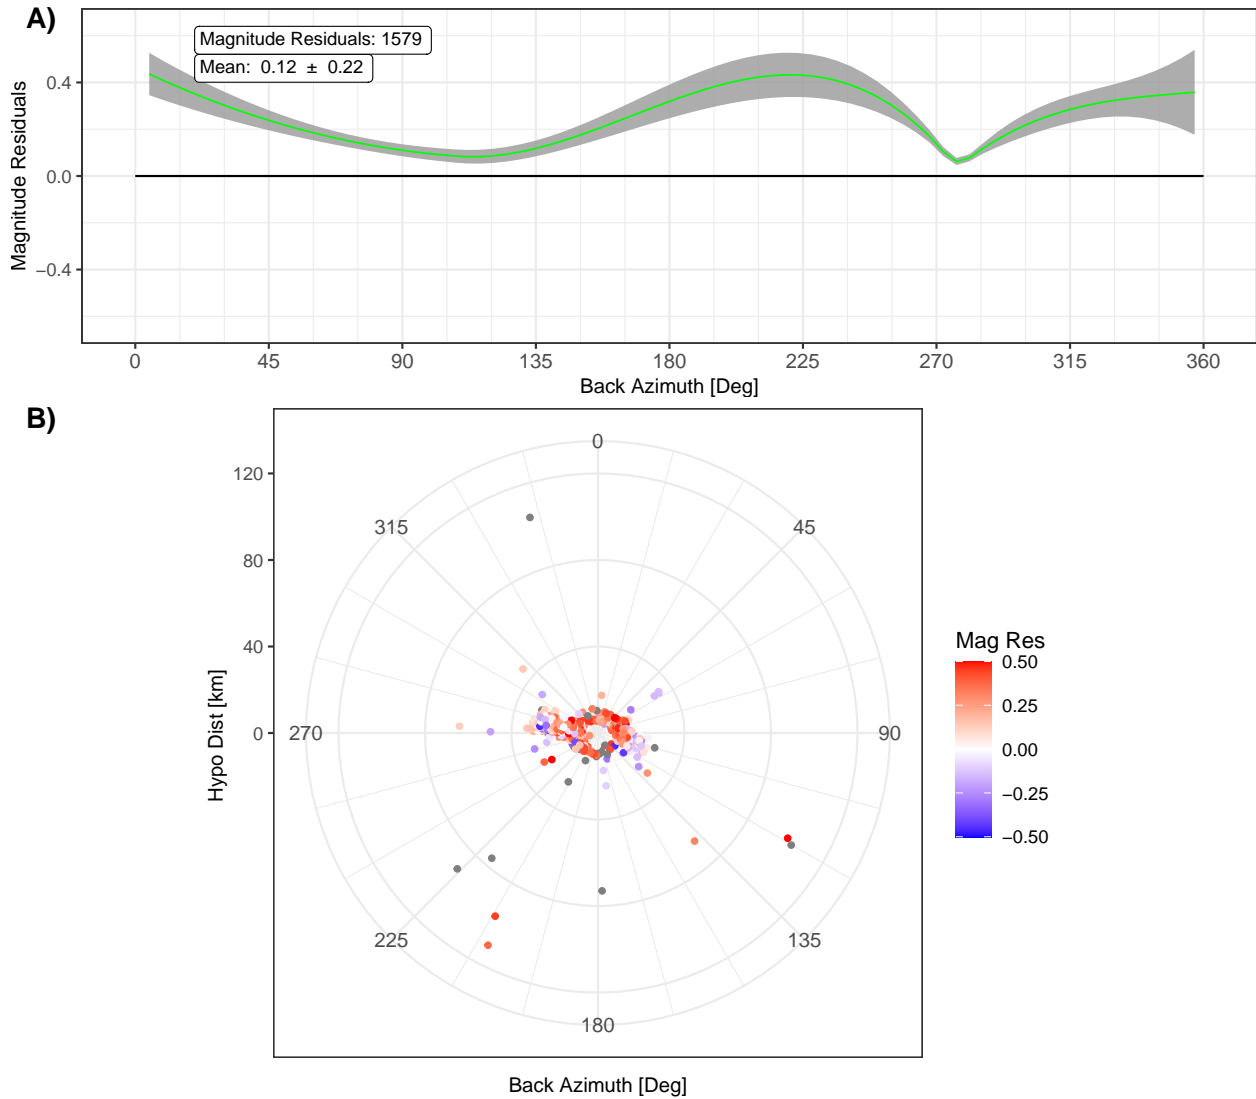 A)
Magnitude Residuals: 1579
Mean:  0.12  ±  0.22
Magnitude Residuals
0.4
0.0
−0.4
0 45 90 135 180 225 270 315 360
Back Azimuth [Deg]
B)
Hypo Dist [km]
120
80
40
0
0
45
90
135
180
225
270
315
Back Azimuth [Deg]
Mag Res
0.50
0.25
0.00
−0.25
−0.50